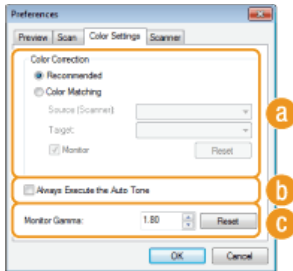 Preferences
Preview Scan Color Settings Scanner
Color Correction
Recommended
Color Matching
Source (Scanner)
Target:
Monitor Reset
a
Always Execute the Auto Tone
b
Monitor Gamma: 1.80 Reset
c
OK Cancel